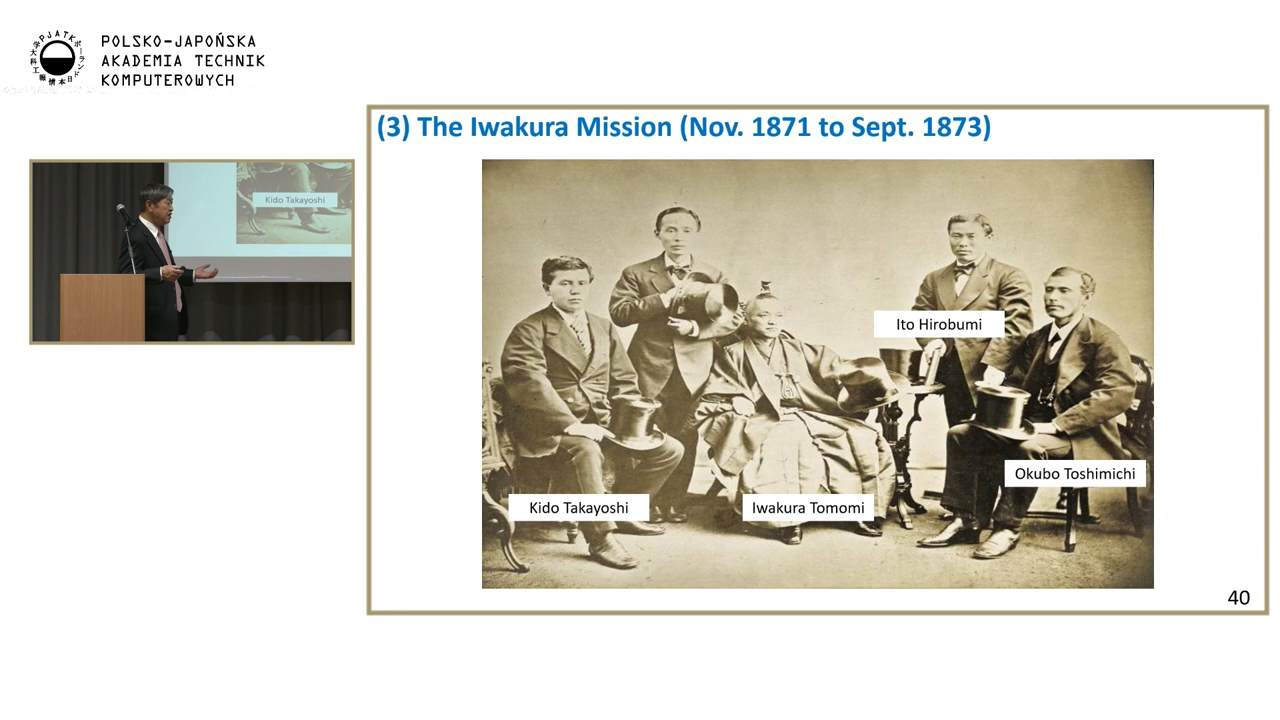 PJATK
POLSKO-JAPOŃSKA
AKADEMIA TECHNIK
KOMPUTEROWYCH
(3) The Iwakura Mission (Nov. 1871 to Sept. 1873)
Kido Takayoshi
Ito Hirobumi
Okubo Toshimichi
Kido Takayoshi
Iwakura Tomomi
40